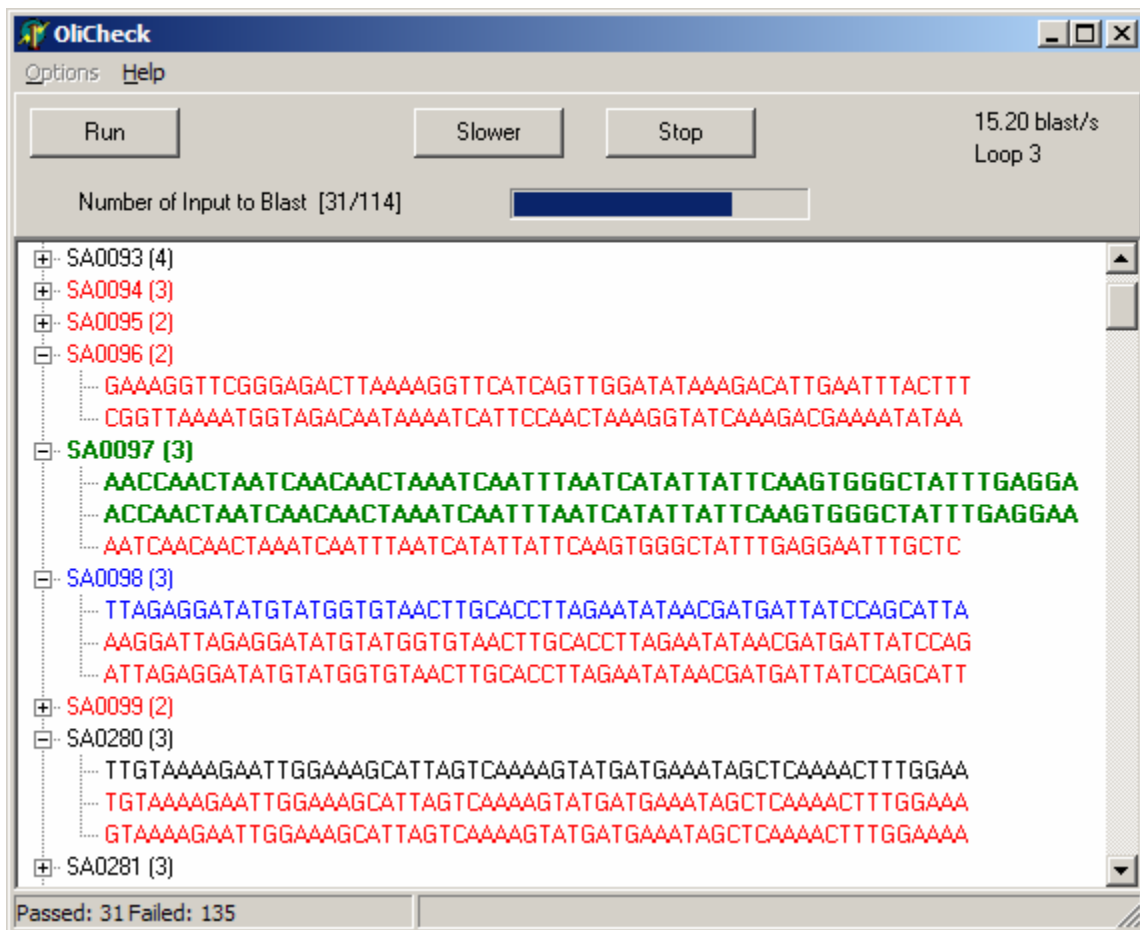 OliCheck
Options Help
Run Slower Stop 15.20 blast/s
Loop 3
Number of Input to Blast [31/114]
SA0093 (4)
SA0094 (3)
SA0095 (2)
SA0096 (2)
GAAAGGTTCGGGAGACTTAAAAGGTTCATCAGTTGGATATAAAGACATTGAATTTACTTT
CGGTTAAAATGGTAGACAATAAAATCATTCCAACTAAAGGTATCAAAGACGAAAATATAA
SA0097 (3)
AACCAACTAATCAACAACTAAATCAATTTAATCATATTATTCAAGTGGGCTATTTGAGGA
ACCAACTAATCAACAACTAAATCAATTTAATCATATTATTCAAGTGGGCTATTTGAGGAA
AATCAACAACTAAATCAATTTAATCATATTATTCAAGTGGGCTATTTGAGGAATTTGCTC
SA0098 (3)
TTAGAGGATATGTATGGTGTAACTTGCACCTTAGAATATAACGATGATTATCCAGCATTA
AAGGATTAGAGGATATGTATGGTGTAACTTGCACCTTAGAATATAACGATGATTATCCAG
ATTAGAGGATATGTATGGTGTAACTTGCACCTTAGAATATAACGATGATTATCCAGCATT
SA0099 (2)
SA0280 (3)
TTGTAAAAGAATTGGAAAGCATTAGTCAAAAGTATGATGAAATAGCTCAAAACTTTGGAA
TGTAAAAGAATTGGAAAGCATTAGTCAAAAGTATGATGAAATAGCTCAAAACTTTGGAAA
GTAAAAGAATTGGAAAGCATTAGTCAAAAGTATGATGAAATAGCTCAAAACTTTGGAAAA
SA0281 (3)
Passed: 31 Failed: 135